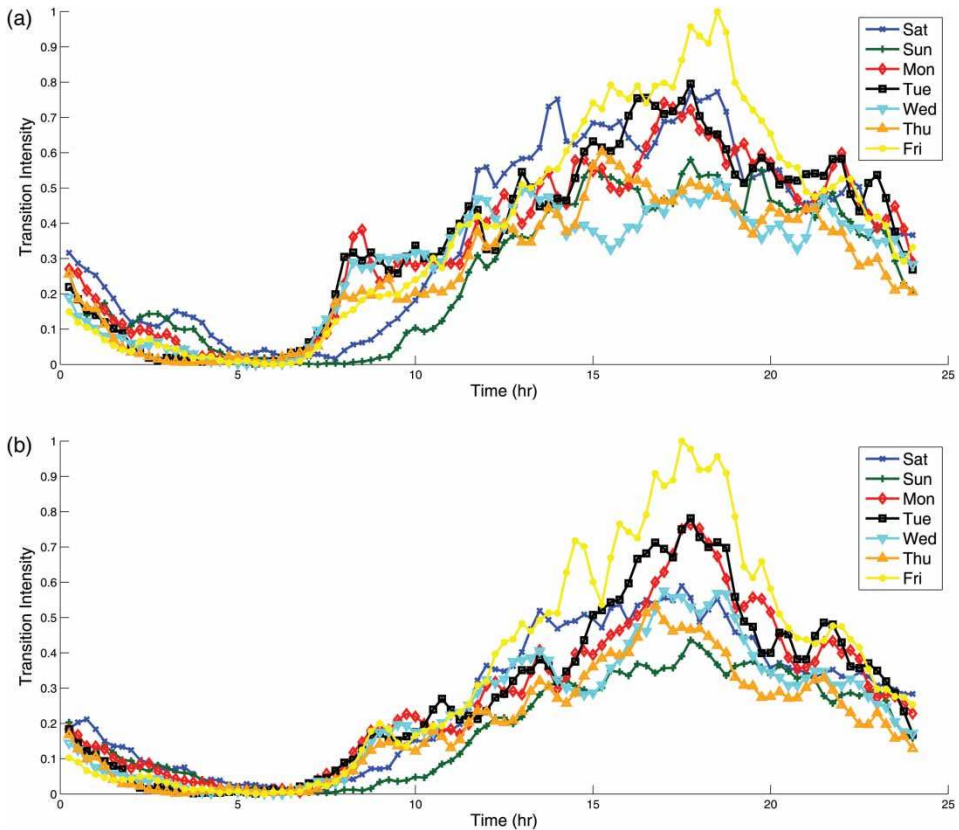 (a)
1
0.9
0.8
0.7
0.6
0.5
0.4
0.3
0.2
0.1
0
Transition Intensity
0 5 10 15 20 25
Time (hr)
Sat
Sun
Mon
Tue
Wed
Thu
Fri
(b)
1
0.9
0.8
0.7
0.6
0.5
0.4
0.3
0.2
0.1
0
Transition Intensity
0 5 10 15 20 25
Time (hr)
Sat
Sun
Mon
Tue
Wed
Thu
Fri